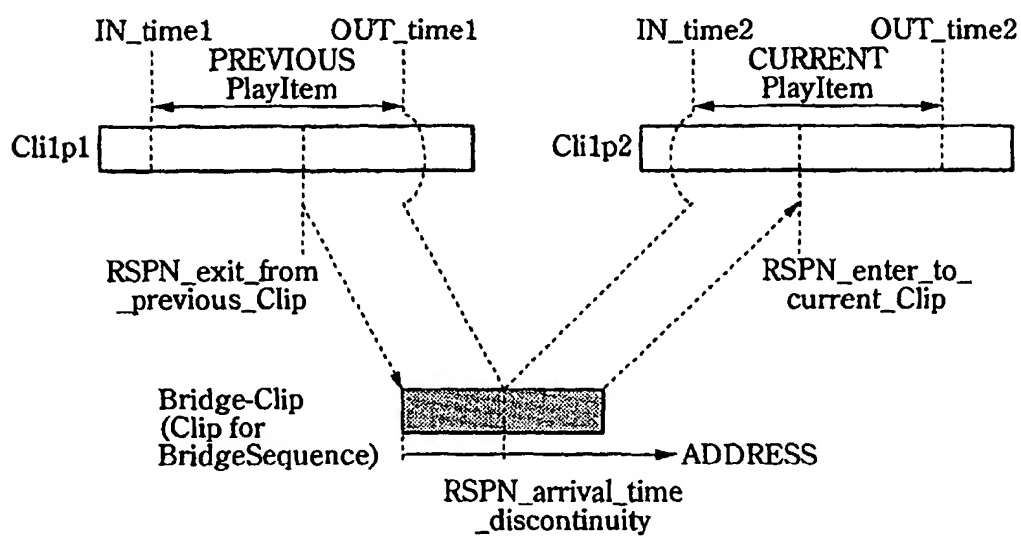 IN_time1 OUT_time1 IN_time2 OUT_time2
PREVIOUS CURRENT
PlayItem PlayItem
Cli1p1 Cli1p2
RSPN_exit_from RSPN_enter_to_
_previous_Clip current_Clip
Bridge-Clip
(Clip for
BridgeSequence) ADDRESS
RSPN_arrival_time
_discontinuity